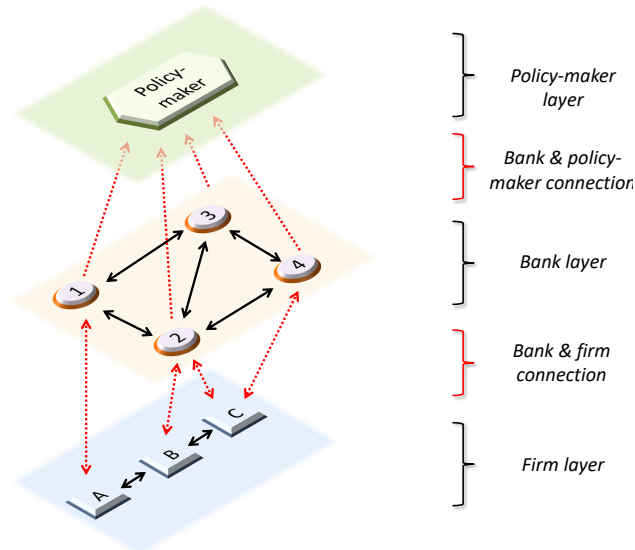 Policy-
maker
Policy-maker
layer
Bank & policy-
maker connection
3
4
1
2
Bank layer
Bank & firm
connection
C
B
A
Firm layer